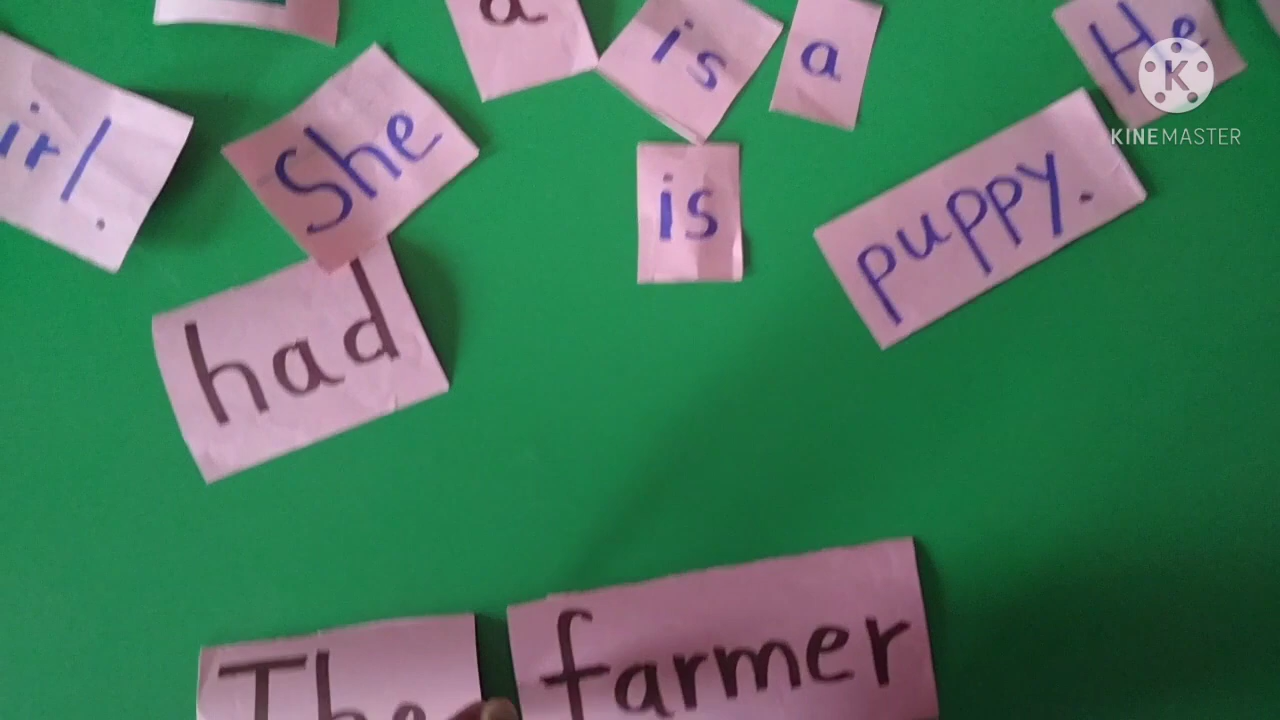 a
is
a
He
KINEMASTER
irl.
She
is
puppy.
had
The farmer